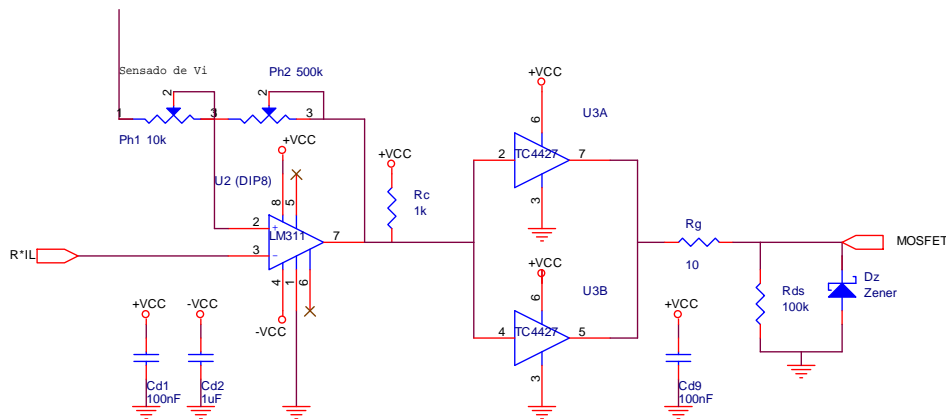 Sensado de Vi
Ph2 500k
2
2
1
3
3
Ph1 10k
+VCC
+VCC
U3A
6
2
TC4427
7
3
+VCC
U2 (DIP8)
8
5
Rc
1k
2
+
LM311
7
3
-
R*IL
4
1
6
-VCC
Rg
10
MOSFET
+VCC
U3B
6
4
TC4427
5
3
Rds
100k
Dz
Zener
+VCC
-VCC
+VCC
Cd1
100nF
Cd2
1uF
Cd9
100nF